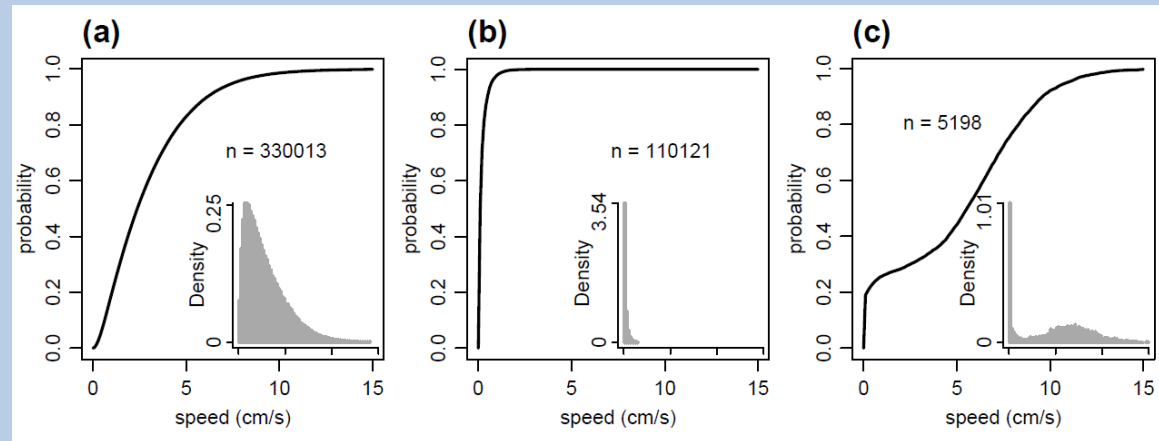 (a)
probability
0.0 0.2 0.4 0.6 0.8 1.0
n = 330013
Density
0 0.25
0 5 10 15
speed (cm/s)
(b)
probability
0.0 0.2 0.4 0.6 0.8 1.0
n = 110121
Density
0 3.54
0 5 10 15
speed (cm/s)
(c)
probability
0.0 0.2 0.4 0.6 0.8 1.0
n = 5198
Density
0 1.01
0 5 10 15
speed (cm/s)